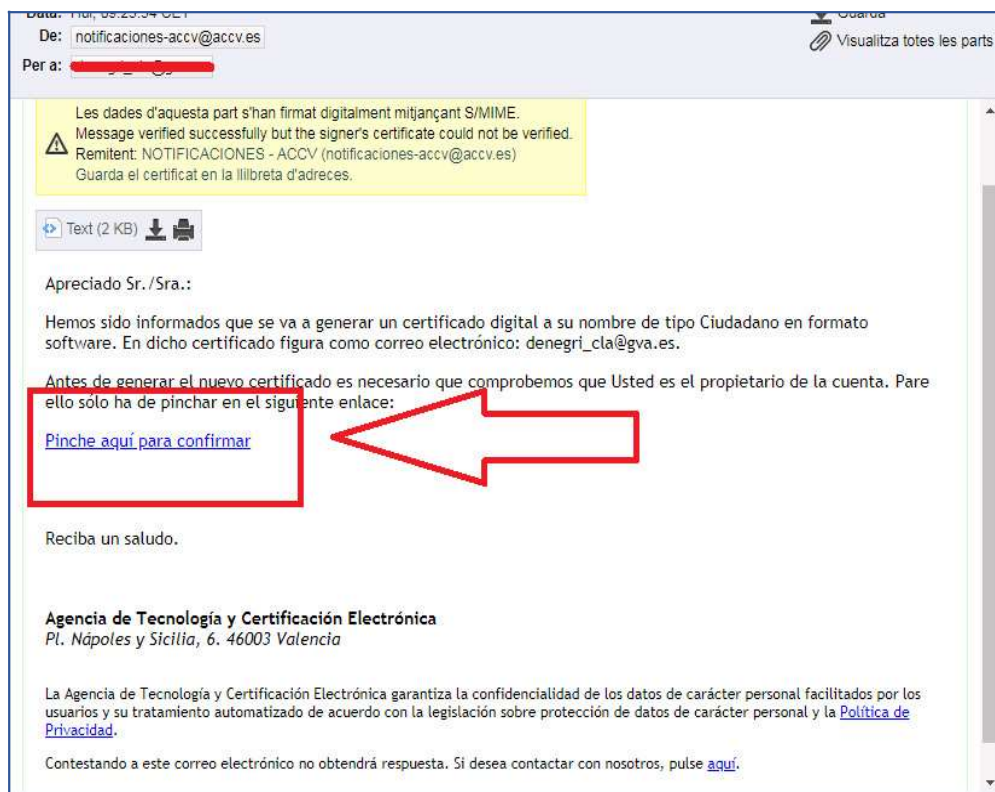 De: notificaciones-accv@accv.es
Visualitza totes les parts
Per a:
Les dades d'aquesta part s'han firmat digitalment mitjançant S/MIME.
Message verified successfully but the signer's certificate could not be verified.
Remitent: NOTIFICACIONES - ACCV (notificaciones-accv@accv.es)
Guarda el certificat en la llibreta d'adreces.
Text (2 KB)
Apreciado Sr./Sra.:
Hemos sido informados que se va a generar un certificado digital a su nombre de tipo Ciudadano en formato
software. En dicho certificado figura como correo electrónico: denegri_cla@gva.es.
Antes de generar el nuevo certificado es necesario que comprobemos que Usted es el propietario de la cuenta. Pare
ello sólo ha de pinchar en el siguiente enlace:
Pinche aquí para confirmar
Reciba un saludo.
Agencia de Tecnología y Certificación Electrónica
Pl. Nápoles y Sicilia, 6. 46003 Valencia
La Agencia de Tecnología y Certificación Electrónica garantiza la confidencialidad de los datos de carácter personal facilitados por los
usuarios y su tratamiento automatizado de acuerdo con la legislación sobre protección de datos de carácter personal y la Política de
Privacidad.
Contestando a este correo electrónico no obtendrá respuesta. Si desea contactar con nosotros, pulse aquí.